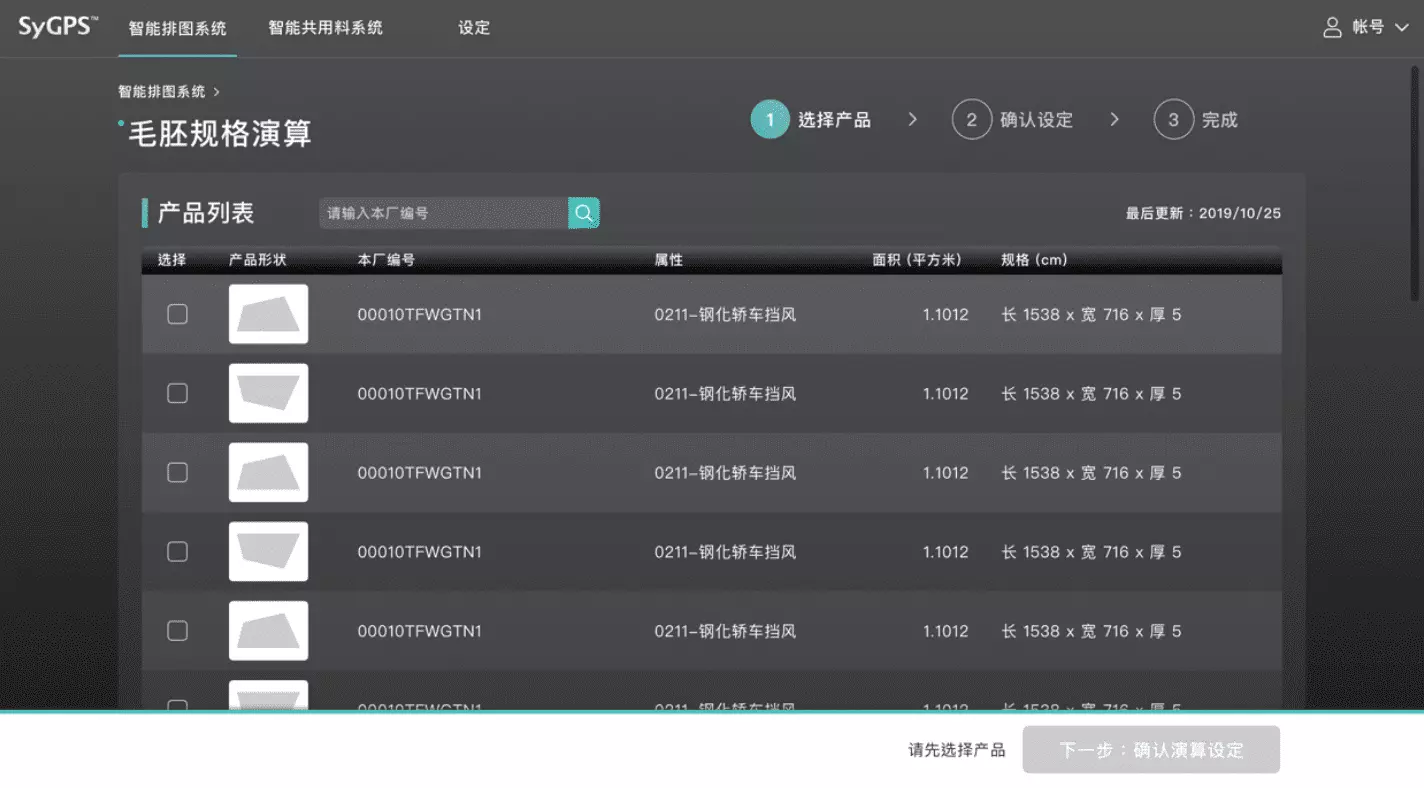 SyGPS™ 智能排图系统 智能共用料系统 设定 帐号
智能排图系统 >
毛胚规格演算
1 选择产品 > 2 确认设定 > 3 完成
产品列表 请输入本厂编号 最后更新：2019/10/25
选择 产品形状 本厂编号 属性 面积 (平方米) 规格 (cm)
00010TFWGTN1 0211-钢化轿车挡风 1.1012 长 1538 x 宽 716 x 厚 5
00010TFWGTN1 0211-钢化轿车挡风 1.1012 长 1538 x 宽 716 x 厚 5
00010TFWGTN1 0211-钢化轿车挡风 1.1012 长 1538 x 宽 716 x 厚 5
00010TFWGTN1 0211-钢化轿车挡风 1.1012 长 1538 x 宽 716 x 厚 5
00010TFWGTN1 0211-钢化轿车挡风 1.1012 长 1538 x 宽 716 x 厚 5
请先选择产品 下一步：确认演算设定